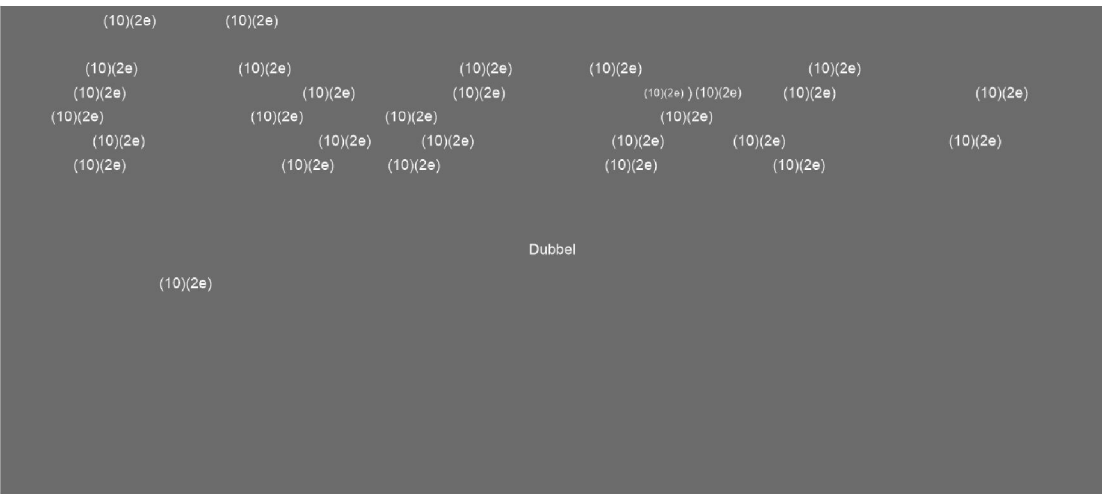 (10)(2e) (10)(2e)
(10)(2e) (10)(2e) (10)(2e) (10)(2e) (10)(2e)
(10)(2e) (10)(2e) (10)(2e) (10)(2e) ) (10)(2e) (10)(2e) (10)(2e)
(10)(2e) (10)(2e) (10)(2e) (10)(2e)
(10)(2e) (10)(2e) (10)(2e) (10)(2e) (10)(2e) (10)(2e)
(10)(2e) (10)(2e) (10)(2e) (10)(2e) (10)(2e)
Dubbel
(10)(2e)